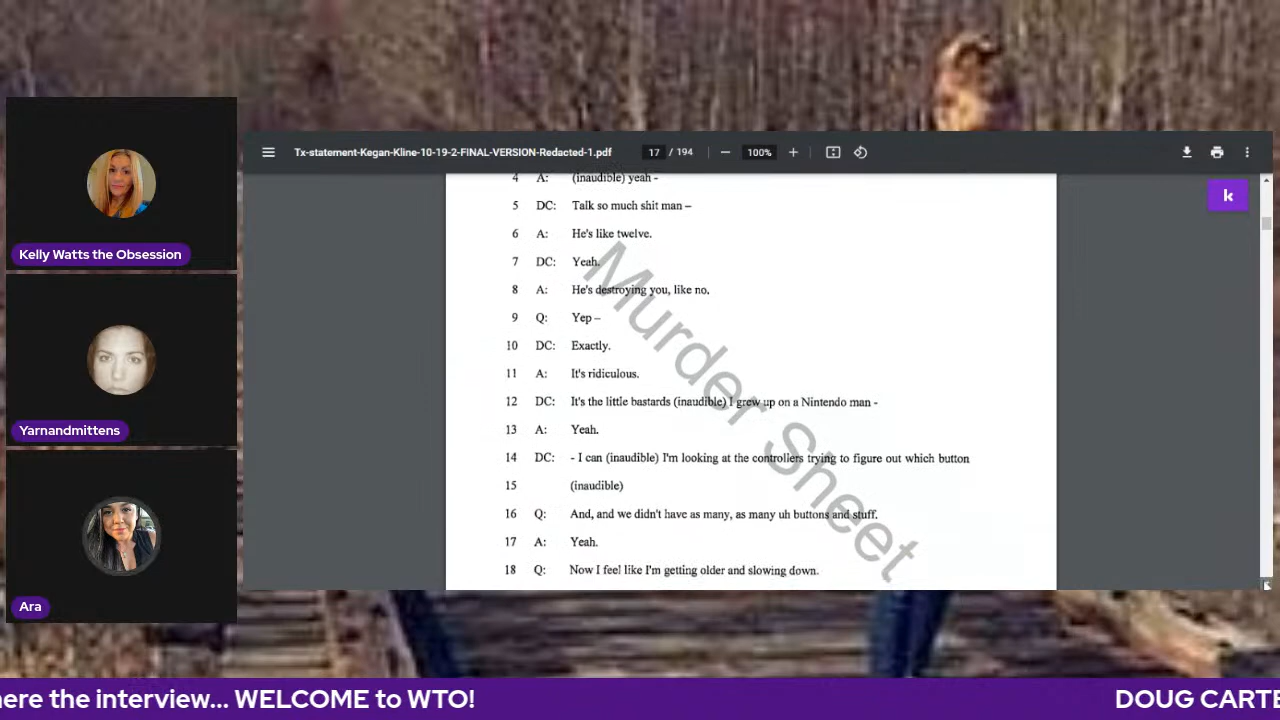 Tx-statement-Kegan-Kline-10-19-2-FINAL-VERSION-Redacted-1.pdf 17 / 194 100%
k
4 A: (inaudible) yeah -
5 DC: Talk so much shit man –
6 A: He's like twelve.
7 DC: Yeah.
8 A: He's destroying you, like no.
9 Q: Yep –
10 DC: Exactly.
11 A: It's ridiculous.
12 DC: It's the little bastards (inaudible) I grew up on a Nintendo man -
13 A: Yeah.
14 DC: - I can (inaudible) I'm looking at the controllers trying to figure out which button
15 (inaudible)
16 Q: And, and we didn't have as many, as many uh buttons and stuff.
17 A: Yeah.
18 Q: Now I feel like I'm getting older and slowing down.
Murder Sheet
Kelly Watts the Obsession
Yarnandmittens
Ara
here the interview... WELCOME to WTO! DOUG CARTE